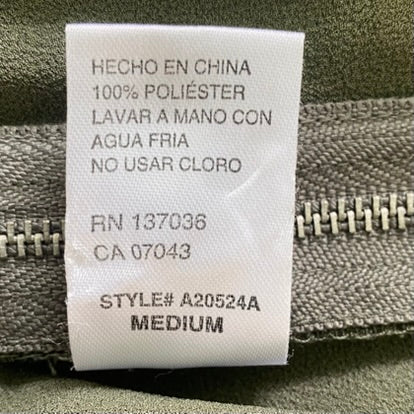 HECHO EN CHINA
100% POLIÉSTER
LAVAR A MANO CON
AGUA FRIA
NO USAR CLORO
RN 137036
CA 07043
STYLE# A20524A
MEDIUM